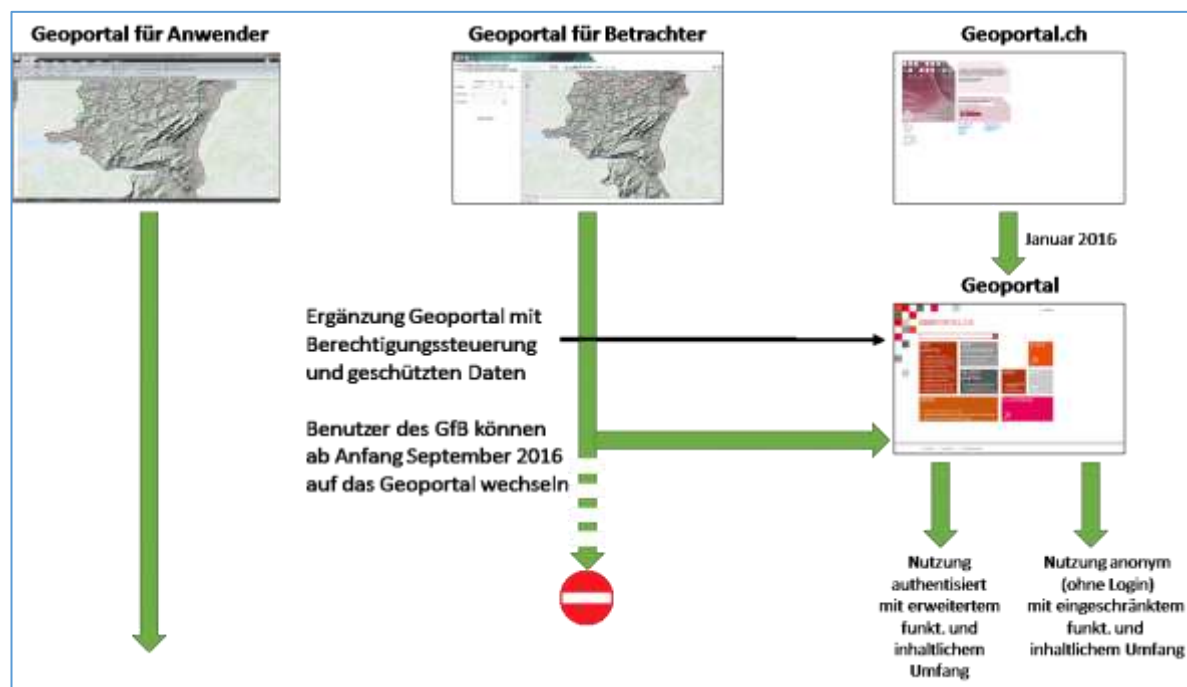 Geoportal für Anwender
Geoportal für Betrachter
Geoportal.ch
Januar 2016
Geoportal
Ergänzung Geoportal mit
Berechtigungssteuerung
und geschützten Daten
Benutzer des GfB können
ab Anfang September 2016
auf das Geoportal wechseln
GEOPORTAL.CH
Nutzung
authentisiert
mit erweitertem
funkt. und
inhaltlichem
Umfang
Nutzung anonym
(ohne Login)
mit eingeschränktem
funkt. und
inhaltlichem Umfang